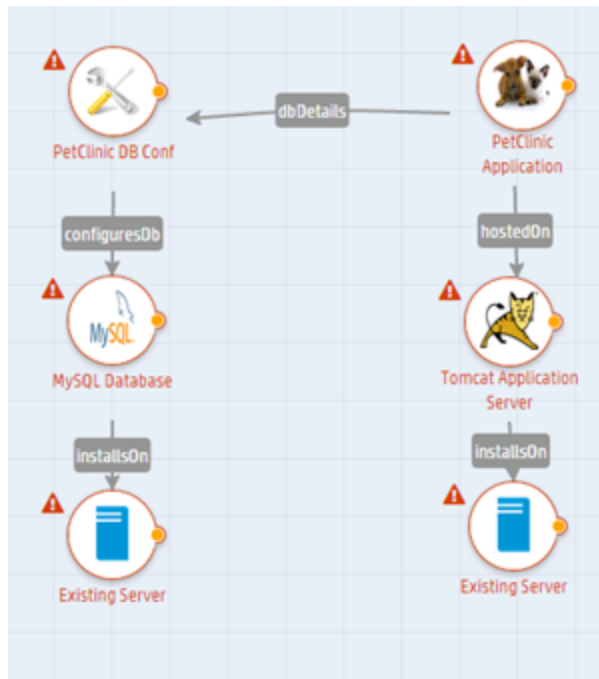 dbDetails
PetClinic DB Conf
PetClinic
Application
configuresDb
hostedOn
MySQL
MySQL Database
Tomcat Application
Server
installsOn
installsOn
Existing Server
Existing Server